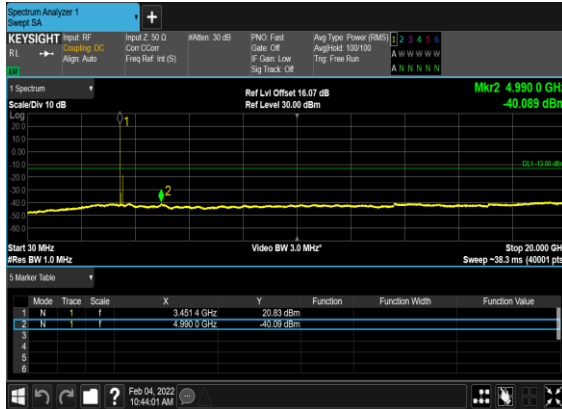 Spectrum Analyzer 1
Swept SA
+
KEYSIGHT Input: RF Input Z: 50 Ω #Atten: 30 dB PNO: Fast Avg Type: Power (RMS) 1 2 3 4 5 6
RL Coupling: DC Corr CCorr Gate: Off Avg|Hold: 100/100 A W W W W W
Align: Auto Freq Ref: Int (S) IF Gain: Low Trig: Free Run
Sig Track: Off A N N N N N
1 Spectrum Ref Lvl Offset 16.07 dB Mkr2 4.990 0 GHz
Scale/Div 10 dB Ref Level 30.00 dBm -40.089 dBm
Log
20.0
10.0
0.00
-10.0
-20.0
-30.0
-40.0
-50.0
-60.0
1
2
DL1 -13.00 dBm
Start 30 MHz Video BW 3.0 MHz* Stop 20.000 GHz
#Res BW 1.0 MHz Sweep ~38.3 ms (40001 pts)
5 Marker Table
Mode Trace Scale X Y Function Function Width Function Value
1 N 1 f 3.451 4 GHz 20.83 dBm
2 N 1 f 4.990 0 GHz -40.09 dBm
3
4
5
6
? Feb 04, 2022
10:44:01 AM